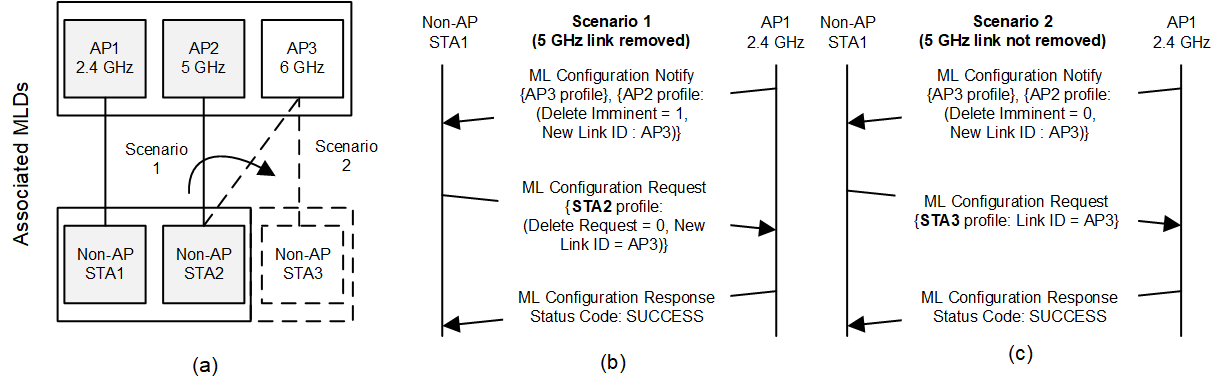 AP1
2.4 GHz
AP2
5 GHz
AP3
6 GHz
Associated MLDs
Scenario
1
Scenario
2
Non-AP
STA1
Non-AP
STA2
Non-AP
STA3
(a)
Non-AP
STA1
Scenario 1
(5 GHz link removed)
AP1
2.4 GHz
ML Configuration Notify
{AP3 profile}, {AP2 profile:
(Delete Imminent = 1,
New Link ID : AP3)}
ML Configuration Request
{STA2 profile:
(Delete Request = 0, New
Link ID = AP3)}
ML Configuration Response
Status Code: SUCCESS
(b)
Non-AP
STA1
Scenario 2
(5 GHz link not removed)
AP1
2.4 GHz
ML Configuration Notify
{AP3 profile}, {AP2 profile:
(Delete Imminent = 0,
New Link ID : AP3)}
ML Configuration Request
{STA3 profile: Link ID = AP3}
ML Configuration Response
Status Code: SUCCESS
(c)